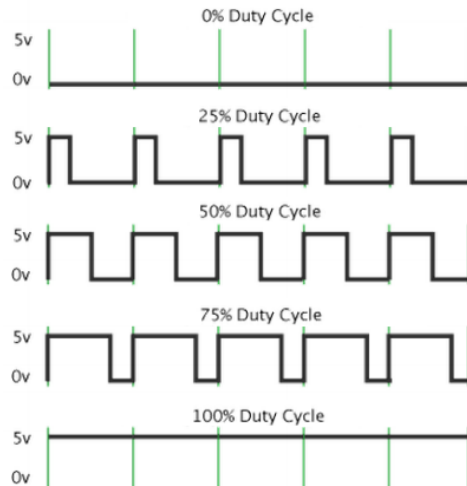 0% Duty Cycle
5v
0v
25% Duty Cycle
5v
0v
50% Duty Cycle
5v
0v
75% Duty Cycle
5v
0v
100% Duty Cycle
5v
0v